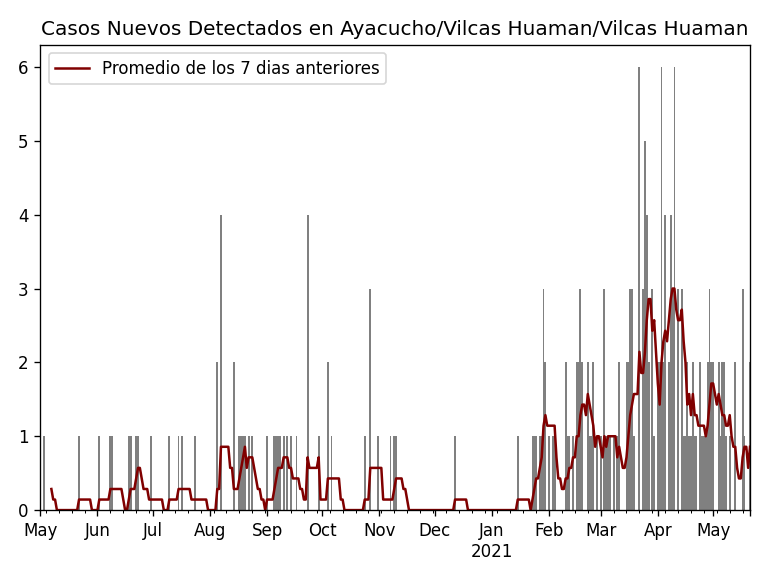 Casos Nuevos Detectados en Ayacucho/Vilcas Huaman/Vilcas Huaman
Promedio de los 7 dias anteriores
6
5
4
3
2
1
0
May Jun Jul Aug Sep Oct Nov Dec Jan Feb Mar Apr May
2021